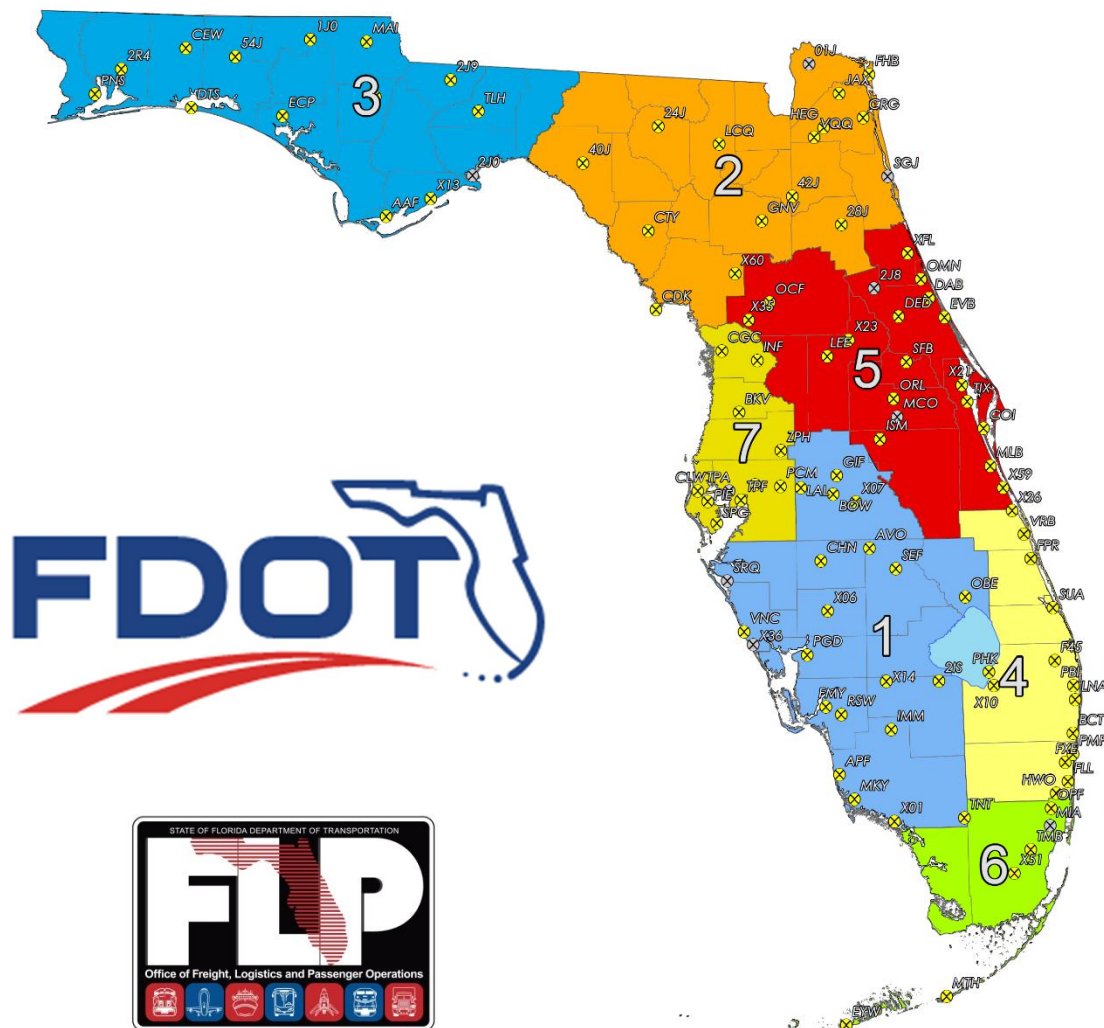 1J0
MAI
CEW
54J
2R4
2J9
PNS
DTS
ECP
3
TLH
2J0
X13
AAF
01J
FHB
JAX
CRG
HEG
VQQ
24J
LCQ
40J
2
SGJ
42J
GNV
28J
CTY
X60
CDK
XFL
OMN
2J8
DAB
OCF
DED
EVB
X35
X23
LEE
SFB
5
X21
TIX
ORL
MCO
COI
ISM
MLB
X59
X26
CGC
INF
BKV
7
ZPH
CLW
TPA
TPF
PCM
PIE
SPG
GIF
LAL
BOW
X07
VRB
FPR
AVO
CHN
SEF
SRQ
OBE
SUA
X06
VNC
X36
1
PGD
PHK
4
F45
PBI
LNA
X14
2IS
X10
FMY
RSW
IMM
BCT
PMP
FXE
FLL
APF
HWO
MKY
OPF
X01
TNT
MIA
TMB
X51
6
MTH
EYW
FDOT
STATE OF FLORIDA DEPARTMENT OF TRANSPORTATION
FLP
Office of Freight, Logistics and Passenger Operations